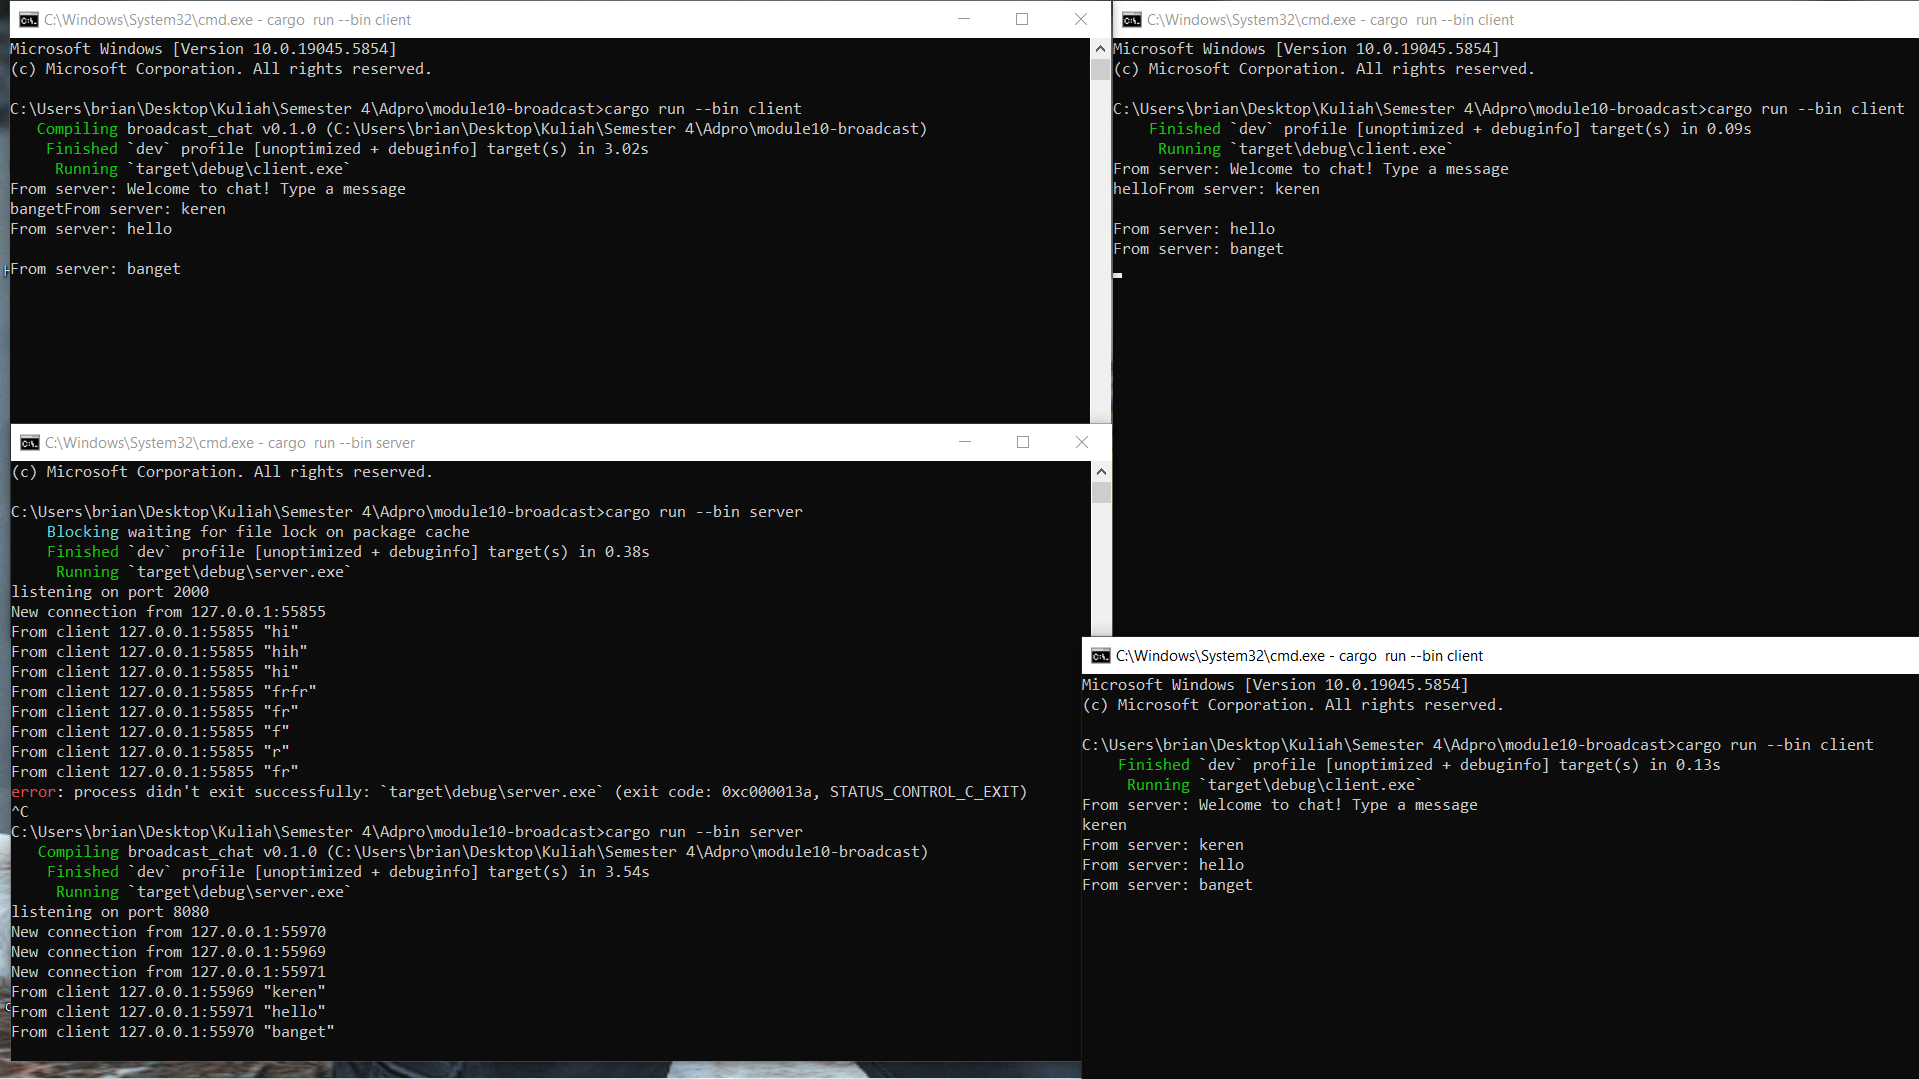 C:\Windows\System32\cmd.exe - cargo  run --bin client
Microsoft Windows [Version 10.0.19045.5854]
(c) Microsoft Corporation. All rights reserved.
C:\Users\brian\Desktop\Kuliah\Semester 4\Adpro\module10-broadcast>cargo run --bin client
Compiling broadcast_chat v0.1.0 (C:\Users\brian\Desktop\Kuliah\Semester 4\Adpro\module10-broadcast)
Finished `dev` profile [unoptimized + debuginfo] target(s) in 3.02s
Running `target\debug\client.exe`
From server: Welcome to chat! Type a message
bangetFrom server: keren
From server: hello
From server: banget
C:\Windows\System32\cmd.exe - cargo  run --bin client
Microsoft Windows [Version 10.0.19045.5854]
(c) Microsoft Corporation. All rights reserved.
C:\Users\brian\Desktop\Kuliah\Semester 4\Adpro\module10-broadcast>cargo run --bin client
Finished `dev` profile [unoptimized + debuginfo] target(s) in 0.09s
Running `target\debug\client.exe`
From server: Welcome to chat! Type a message
helloFrom server: keren
From server: hello
From server: banget
C:\Windows\System32\cmd.exe - cargo  run --bin server
(c) Microsoft Corporation. All rights reserved.
C:\Users\brian\Desktop\Kuliah\Semester 4\Adpro\module10-broadcast>cargo run --bin server
Blocking waiting for file lock on package cache
Finished `dev` profile [unoptimized + debuginfo] target(s) in 0.38s
Running `target\debug\server.exe`
listening on port 2000
New connection from 127.0.0.1:55855
From client 127.0.0.1:55855 "hi"
From client 127.0.0.1:55855 "hih"
From client 127.0.0.1:55855 "hi"
From client 127.0.0.1:55855 "frfr"
From client 127.0.0.1:55855 "fr"
From client 127.0.0.1:55855 "f"
From client 127.0.0.1:55855 "r"
From client 127.0.0.1:55855 "fr"
error: process didn't exit successfully: `target\debug\server.exe` (exit code: 0xc000013a, STATUS_CONTROL_C_EXIT)
^C
C:\Users\brian\Desktop\Kuliah\Semester 4\Adpro\module10-broadcast>cargo run --bin server
Compiling broadcast_chat v0.1.0 (C:\Users\brian\Desktop\Kuliah\Semester 4\Adpro\module10-broadcast)
Finished `dev` profile [unoptimized + debuginfo] target(s) in 3.54s
Running `target\debug\server.exe`
listening on port 8080
New connection from 127.0.0.1:55970
New connection from 127.0.0.1:55969
New connection from 127.0.0.1:55971
From client 127.0.0.1:55969 "keren"
From client 127.0.0.1:55971 "hello"
From client 127.0.0.1:55970 "banget"
C:\Windows\System32\cmd.exe - cargo  run --bin client
Microsoft Windows [Version 10.0.19045.5854]
(c) Microsoft Corporation. All rights reserved.
C:\Users\brian\Desktop\Kuliah\Semester 4\Adpro\module10-broadcast>cargo run --bin client
Finished `dev` profile [unoptimized + debuginfo] target(s) in 0.13s
Running `target\debug\client.exe`
From server: Welcome to chat! Type a message
keren
From server: keren
From server: hello
From server: banget